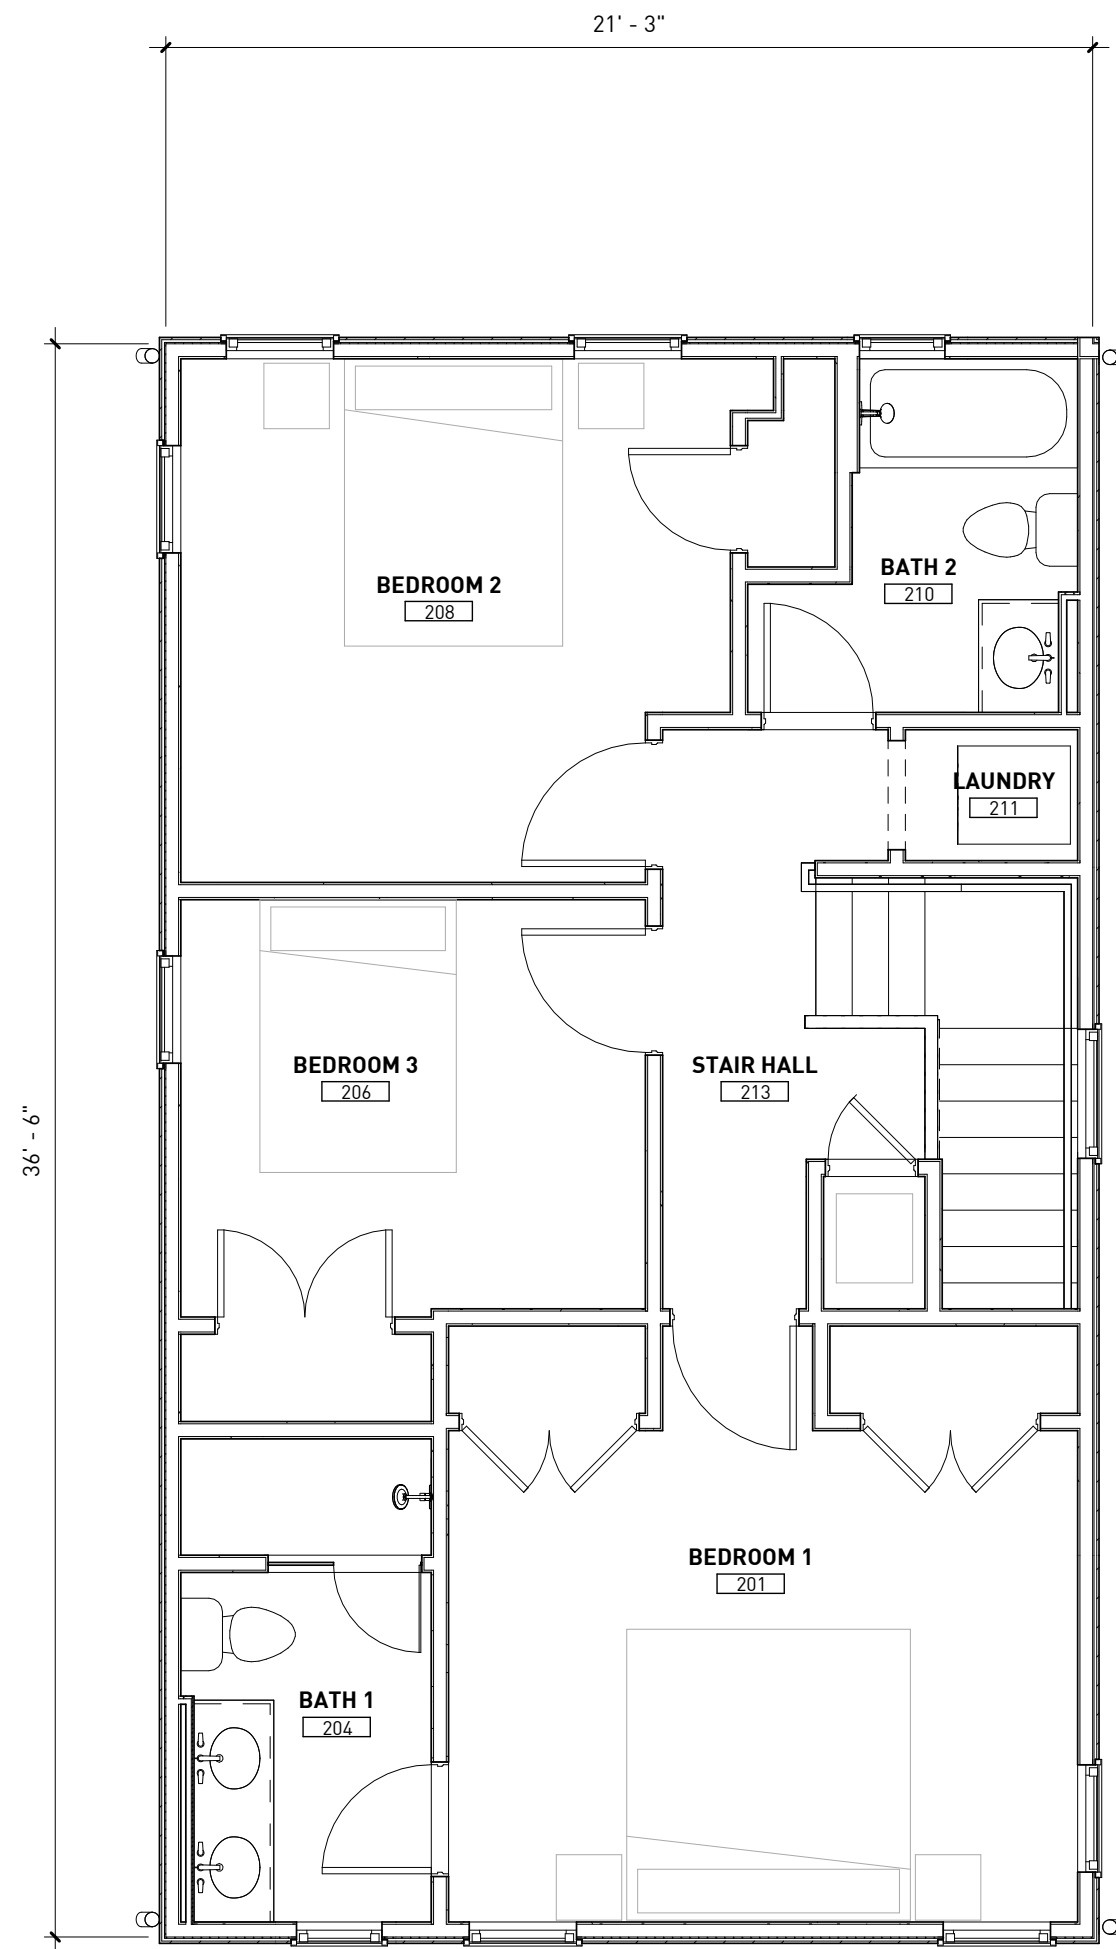 21' - 3"
BEDROOM 2
208
BATH 2
210
LAUNDRY
211
BEDROOM 3
206
STAIR HALL
213
36' - 6"
BEDROOM 1
201
BATH 1
204